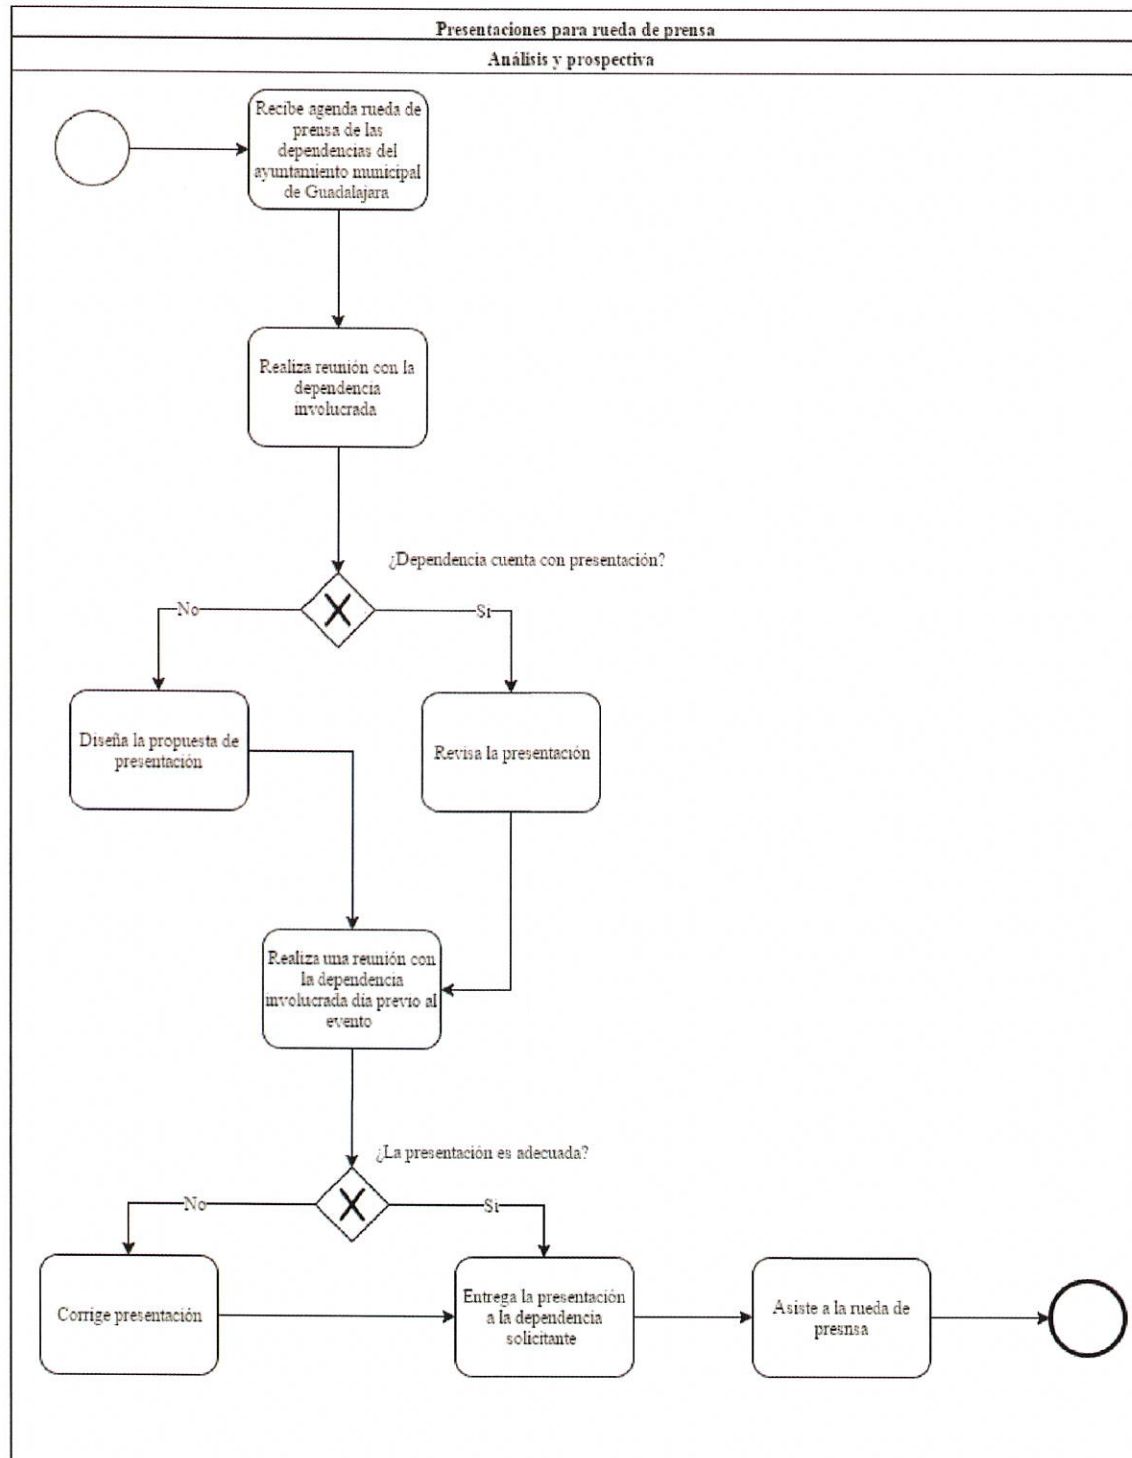 Presentaciones para rueda de prensa
Análisis y prospectiva
Recibe agenda rueda de
prensa de las
dependencias del
ayuntamiento municipal
de Guadalajara
Realiza reunión con la
dependencia
involucrada
¿Dependencia cuenta con presentación?
No
Si
Diseña la propuesta de
presentación
Revisa la presentación
Realiza una reunión con
la dependencia
involucrada día previo al
evento
¿La presentación es adecuada?
No
Si
Corrige presentación
Entrega la presentación
a la dependencia
solicitante
Asiste a la rueda de
presnsa